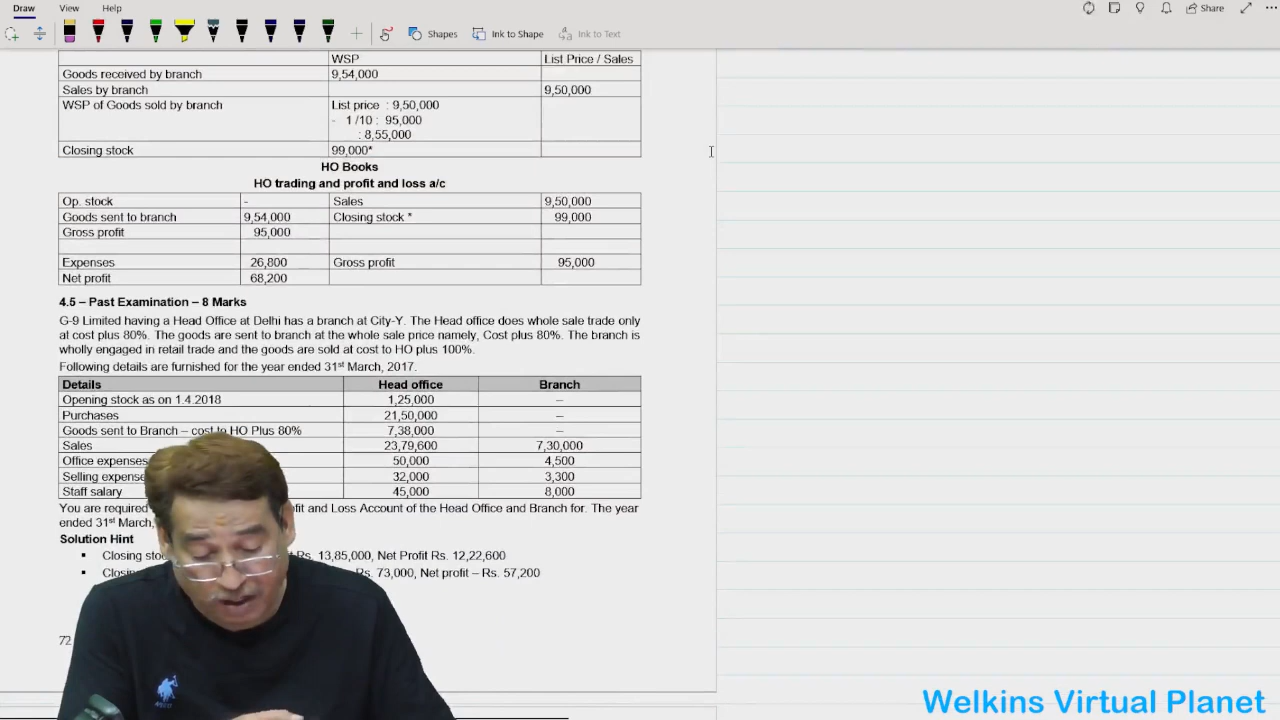 Draw View Help
Share
Shapes Ink to Shape Ink to Text
WSP List Price / Sales
Goods received by branch 9,54,000
Sales by branch 9,50,000
WSP of Goods sold by branch List price : 9,50,000
- 1 /10 : 95,000
: 8,55,000
Closing stock 99,000*
HO Books
HO trading and profit and loss a/c
Op. stock - Sales 9,50,000
Goods sent to branch 9,54,000 Closing stock * 99,000
Gross profit 95,000
Expenses 26,800 Gross profit 95,000
Net profit 68,200
4.5 – Past Examination – 8 Marks
G-9 Limited having a Head Office at Delhi has a branch at City-Y. The Head office does whole sale trade only
at cost plus 80%. The goods are sent to branch at the whole sale price namely, Cost plus 80%. The branch is
wholly engaged in retail trade and the goods are sold at cost to HO plus 100%.
Following details are furnished for the year ended 31st March, 2017.
Details Head office Branch
Opening stock as on 1.4.2018 1,25,000 –
Purchases 21,50,000 –
Goods sent to Branch – cost to HO Plus 80% 7,38,000 –
Sales 23,79,600 7,30,000
Office expenses 50,000 4,500
Selling expense 32,000 3,300
Staff salary 45,000 8,000
You are required fit and Loss Account of the Head Office and Branch for. The year
ended 31st March,
Solution Hint
▪ Closing stoc Rs. 13,85,000, Net Profit Rs. 12,22,600
▪ Closin Rs. 73,000, Net profit – Rs. 57,200
72
Welkins Virtual Planet